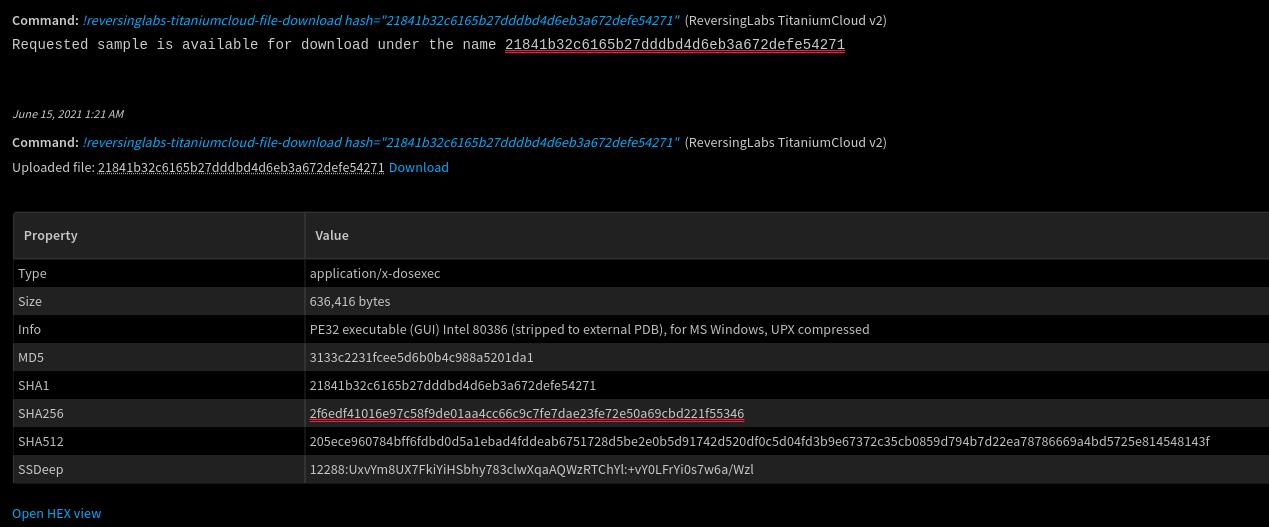 Command: !reversinglabs-titaniumcloud-file-download hash="21841b32c6165b27dddbd4d6eb3a672defe54271" (ReversingLabs TitaniumCloud v2)
Requested sample is available for download under the name 21841b32c6165b27dddbd4d6eb3a672defe54271
June 15, 2021 1:21 AM
Command: !reversinglabs-titaniumcloud-file-download hash="21841b32c6165b27dddbd4d6eb3a672defe54271" (ReversingLabs TitaniumCloud v2)
Uploaded file: 21841b32c6165b27dddbd4d6eb3a672defe54271 Download
Property Value
Type application/x-dosexec
Size 636,416 bytes
Info PE32 executable (GUI) Intel 80386 (stripped to external PDB), for MS Windows, UPX compressed
MD5 3133c2231fcee5d6b0b4c988a5201da1
SHA1 21841b32c6165b27dddbd4d6eb3a672defe54271
SHA256 2f6edf41016e97c58f9de01aa4cc66c9c7fe7dae23fe72e50a69cbd221f55346
SHA512 205ece960784bff6fdbd0d5a1ebad4fddeab6751728d5be2e0b5d91742d520df0c5d04fd3b9e67372c35cb0859d794b7d22ea78786669a4bd5725e814548143f
SSDeep 12288:UxvYm8UX7FkiYiHSbhy783clwXqaAQWzRTChYl:+vY0LFrYi0s7w6a/Wzl
Open HEX view